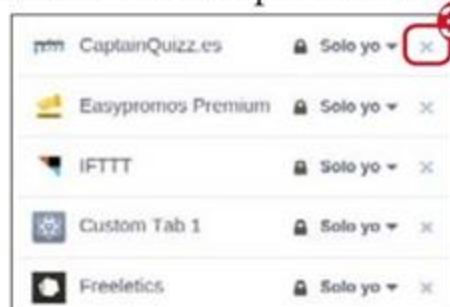 CaptainQuizz.es Solo yo
Easypromos Premium Solo yo
IFTTT Solo yo
Custom Tab 1 Solo yo
Freeletics Solo yo